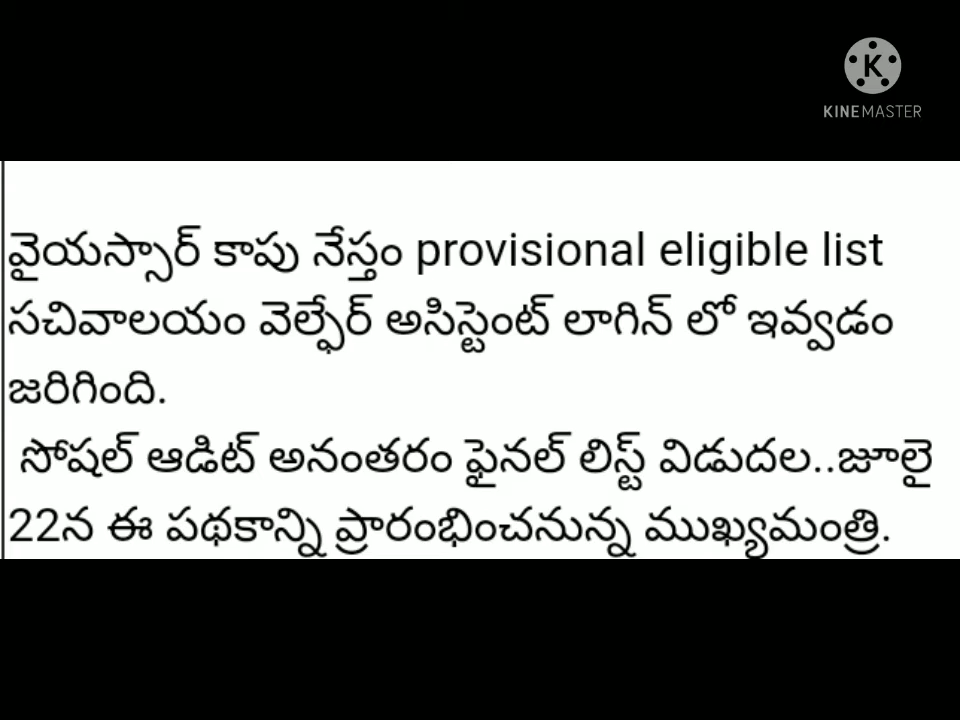 K
KINEMASTER
వైయస్సార్ కాపు నేస్తం provisional eligible list
సచివాలయం వెల్ఫేర్ అసిస్టెంట్ లాగిన్ లో ఇవ్వడం
జరిగింది.
సోషల్ ఆడిట్ అనంతరం ఫైనల్ లిస్ట్ విడుదల..జూలై
22న ఈ పథకాన్ని ప్రారంభించనున్న ముఖ్యమంత్రి.